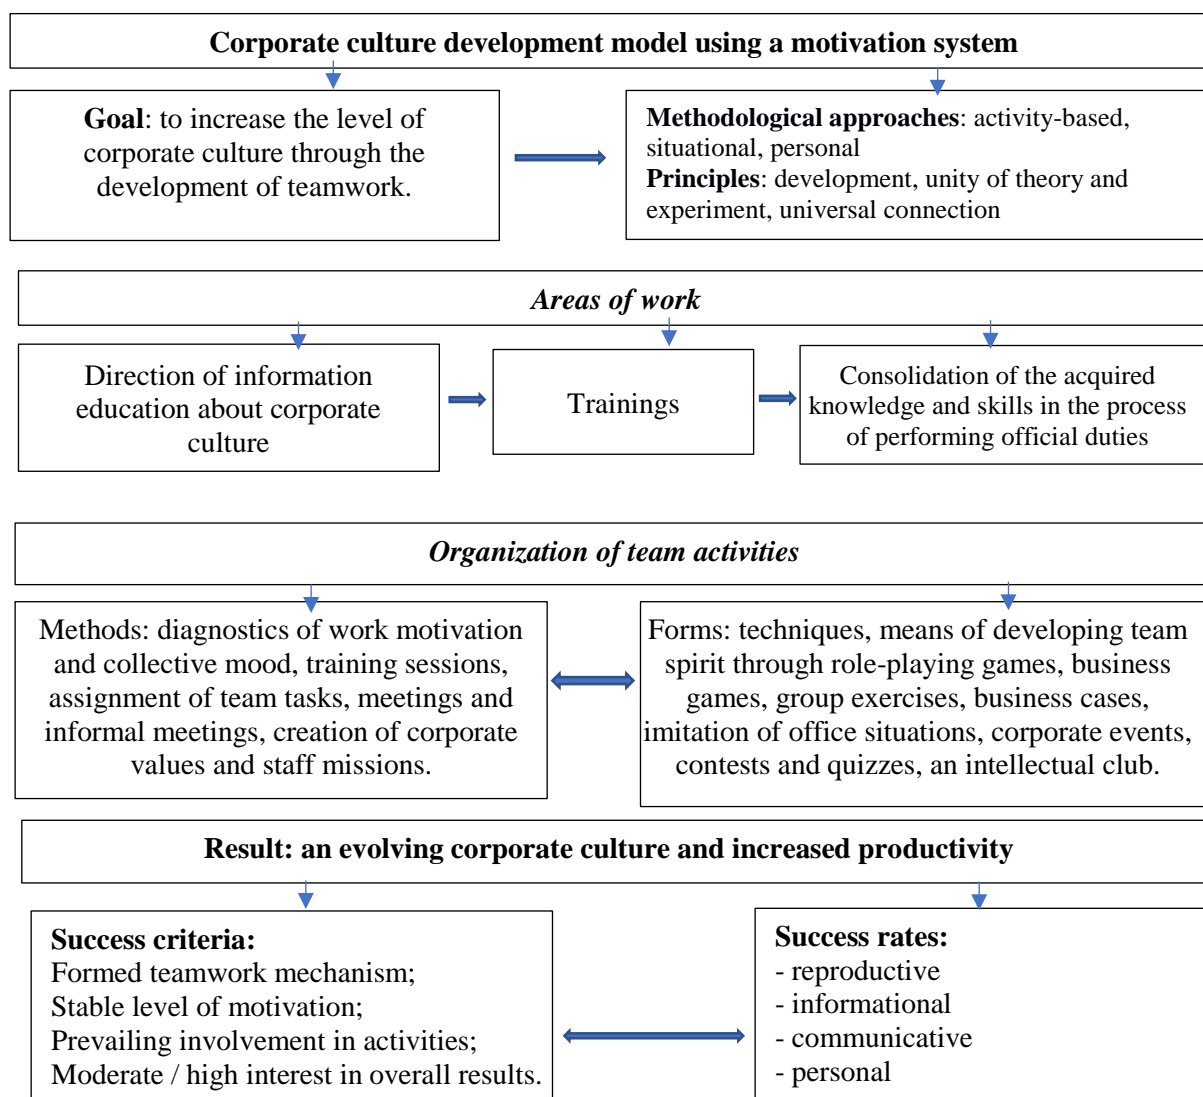 Corporate culture development model using a motivation system
Goal: to increase the level of
corporate culture through the
development of teamwork.
Methodological approaches: activity-based,
situational, personal
Principles: development, unity of theory and
experiment, universal connection
Areas of work
Direction of information
education about corporate
culture
Trainings
Consolidation of the acquired
knowledge and skills in the process
of performing official duties
Organization of team activities
Methods: diagnostics of work motivation
and collective mood, training sessions,
assignment of team tasks, meetings and
informal meetings, creation of corporate
values and staff missions.
Forms: techniques, means of developing team
spirit through role-playing games, business
games, group exercises, business cases,
imitation of office situations, corporate events,
contests and quizzes, an intellectual club.
Result: an evolving corporate culture and increased productivity
Success criteria:
Formed teamwork mechanism;
Stable level of motivation;
Prevailing involvement in activities;
Moderate / high interest in overall results.
Success rates:
- reproductive
- informational
- communicative
- personal